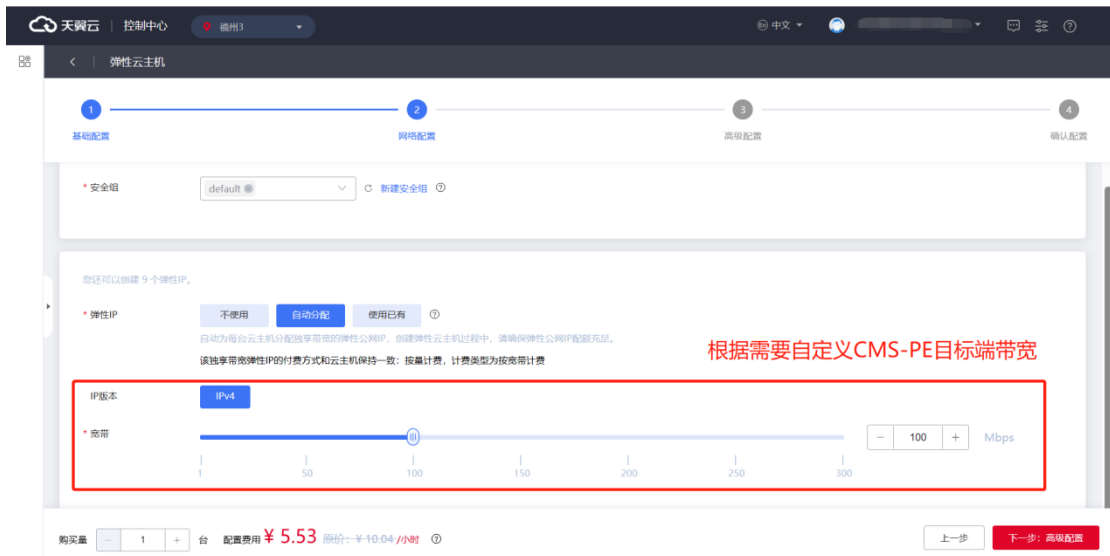 天翼云 控制中心 福州3 中文
弹性云主机
1 2 3 4
基础配置 网络配置 高级配置 确认配置
* 安全组 default 新建安全组
您还可以创建 9 个弹性IP。
* 弹性IP 不使用 自动分配 使用已有
自动为每台云主机分配独享带宽的弹性公网IP，创建弹性云主机过程中，请确保弹性公网IP配额充足。
该独享带宽弹性IP的付费方式和云主机保持一致：按量计费，计费类型为按宽带计费
根据需要自定义CMS-PE目标端带宽
IP版本 IPv4
* 宽带 － 100 ＋ Mbps
1 50 100 150 200 250 300
购买量 － 1 ＋ 台 配置费用 ¥ 5.53 原价：¥ 10.04 /小时 上一步 下一步：高级配置